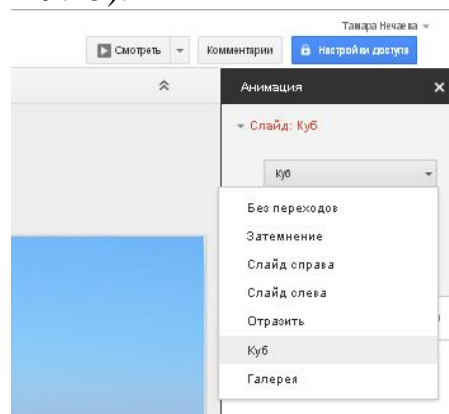 Тамара Нечаева
Смотреть Комментарии Настройки доступа
Анимация
Слайд: Куб
Куб
Без переходов
Затемнение
Слайд справа
Слайд слева
Отразить
Куб
Галерея